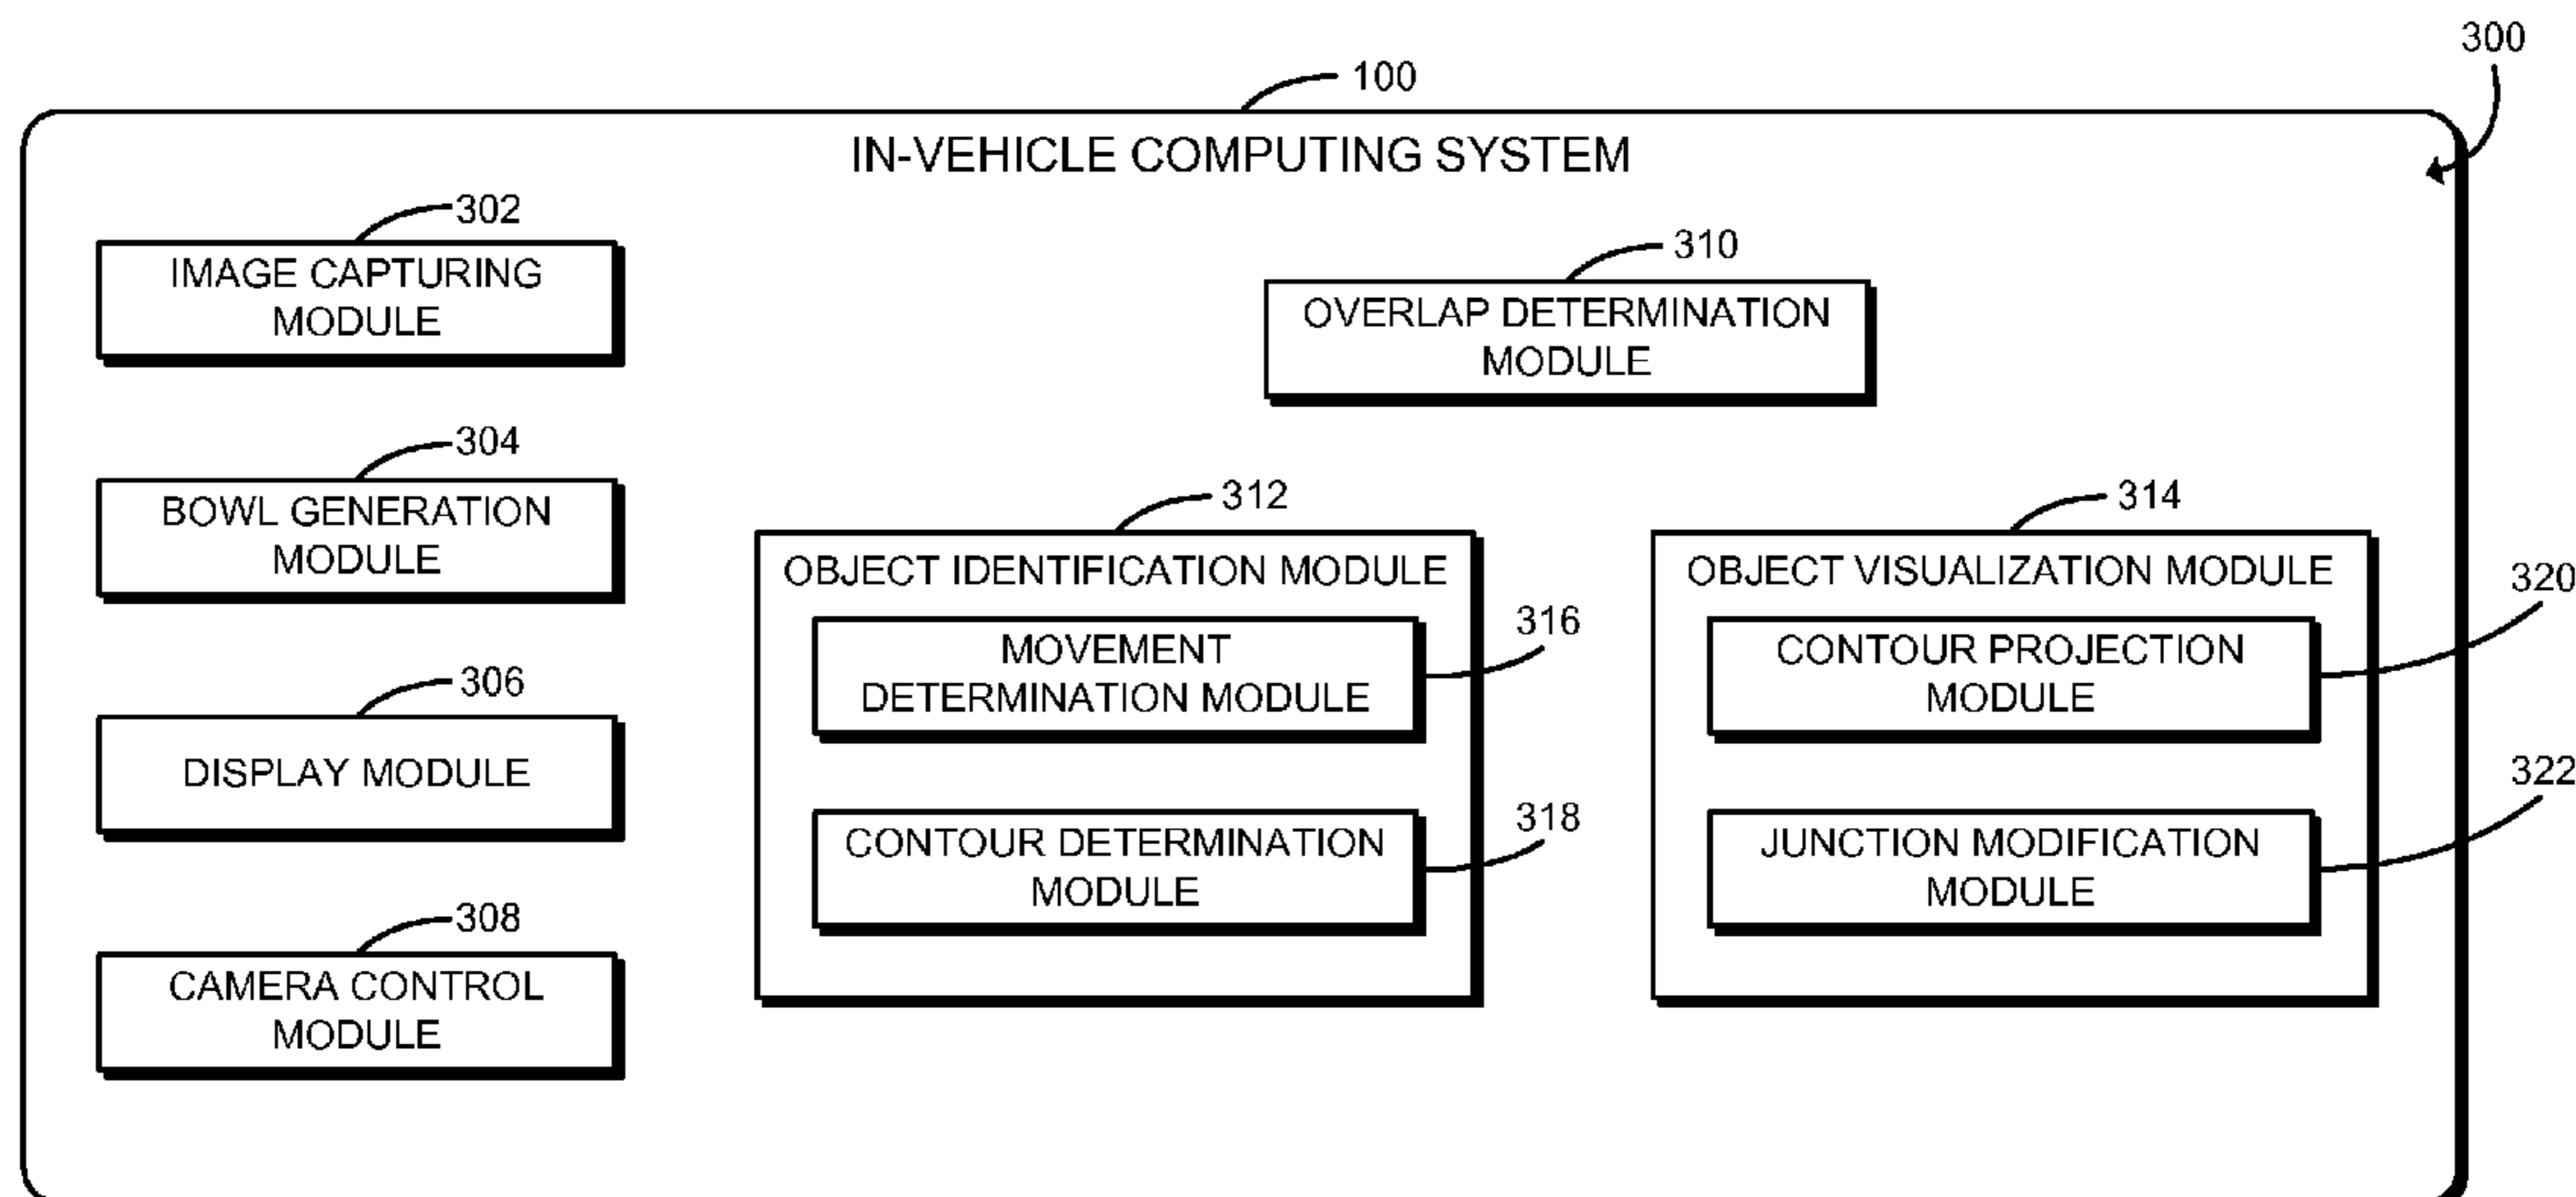 300
100
IN-VEHICLE COMPUTING SYSTEM
302
IMAGE CAPTURING
MODULE
310
OVERLAP DETERMINATION
MODULE
304
BOWL GENERATION
MODULE
312
OBJECT IDENTIFICATION MODULE
316
MOVEMENT
DETERMINATION MODULE
318
CONTOUR DETERMINATION
MODULE
314
OBJECT VISUALIZATION MODULE
320
CONTOUR PROJECTION
MODULE
322
JUNCTION MODIFICATION
MODULE
306
DISPLAY MODULE
308
CAMERA CONTROL
MODULE